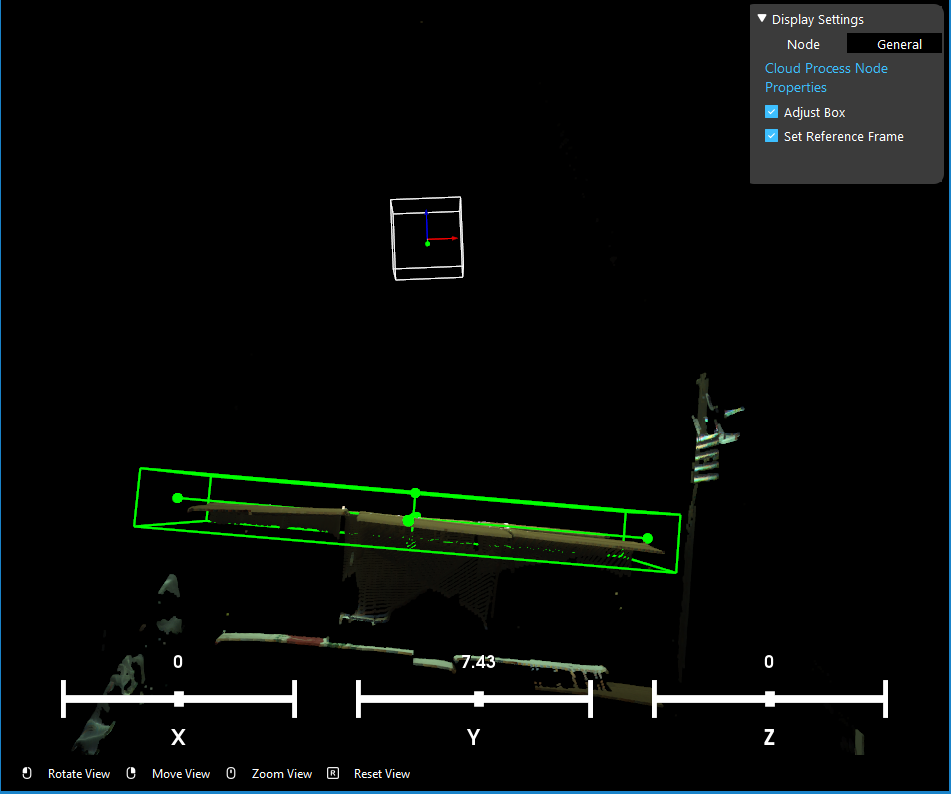 Display Settings
Node General
Cloud Process Node
Properties
Adjust Box
Set Reference Frame
0 7.43 0
X Y Z
Rotate View R Move View Zoom View Reset View